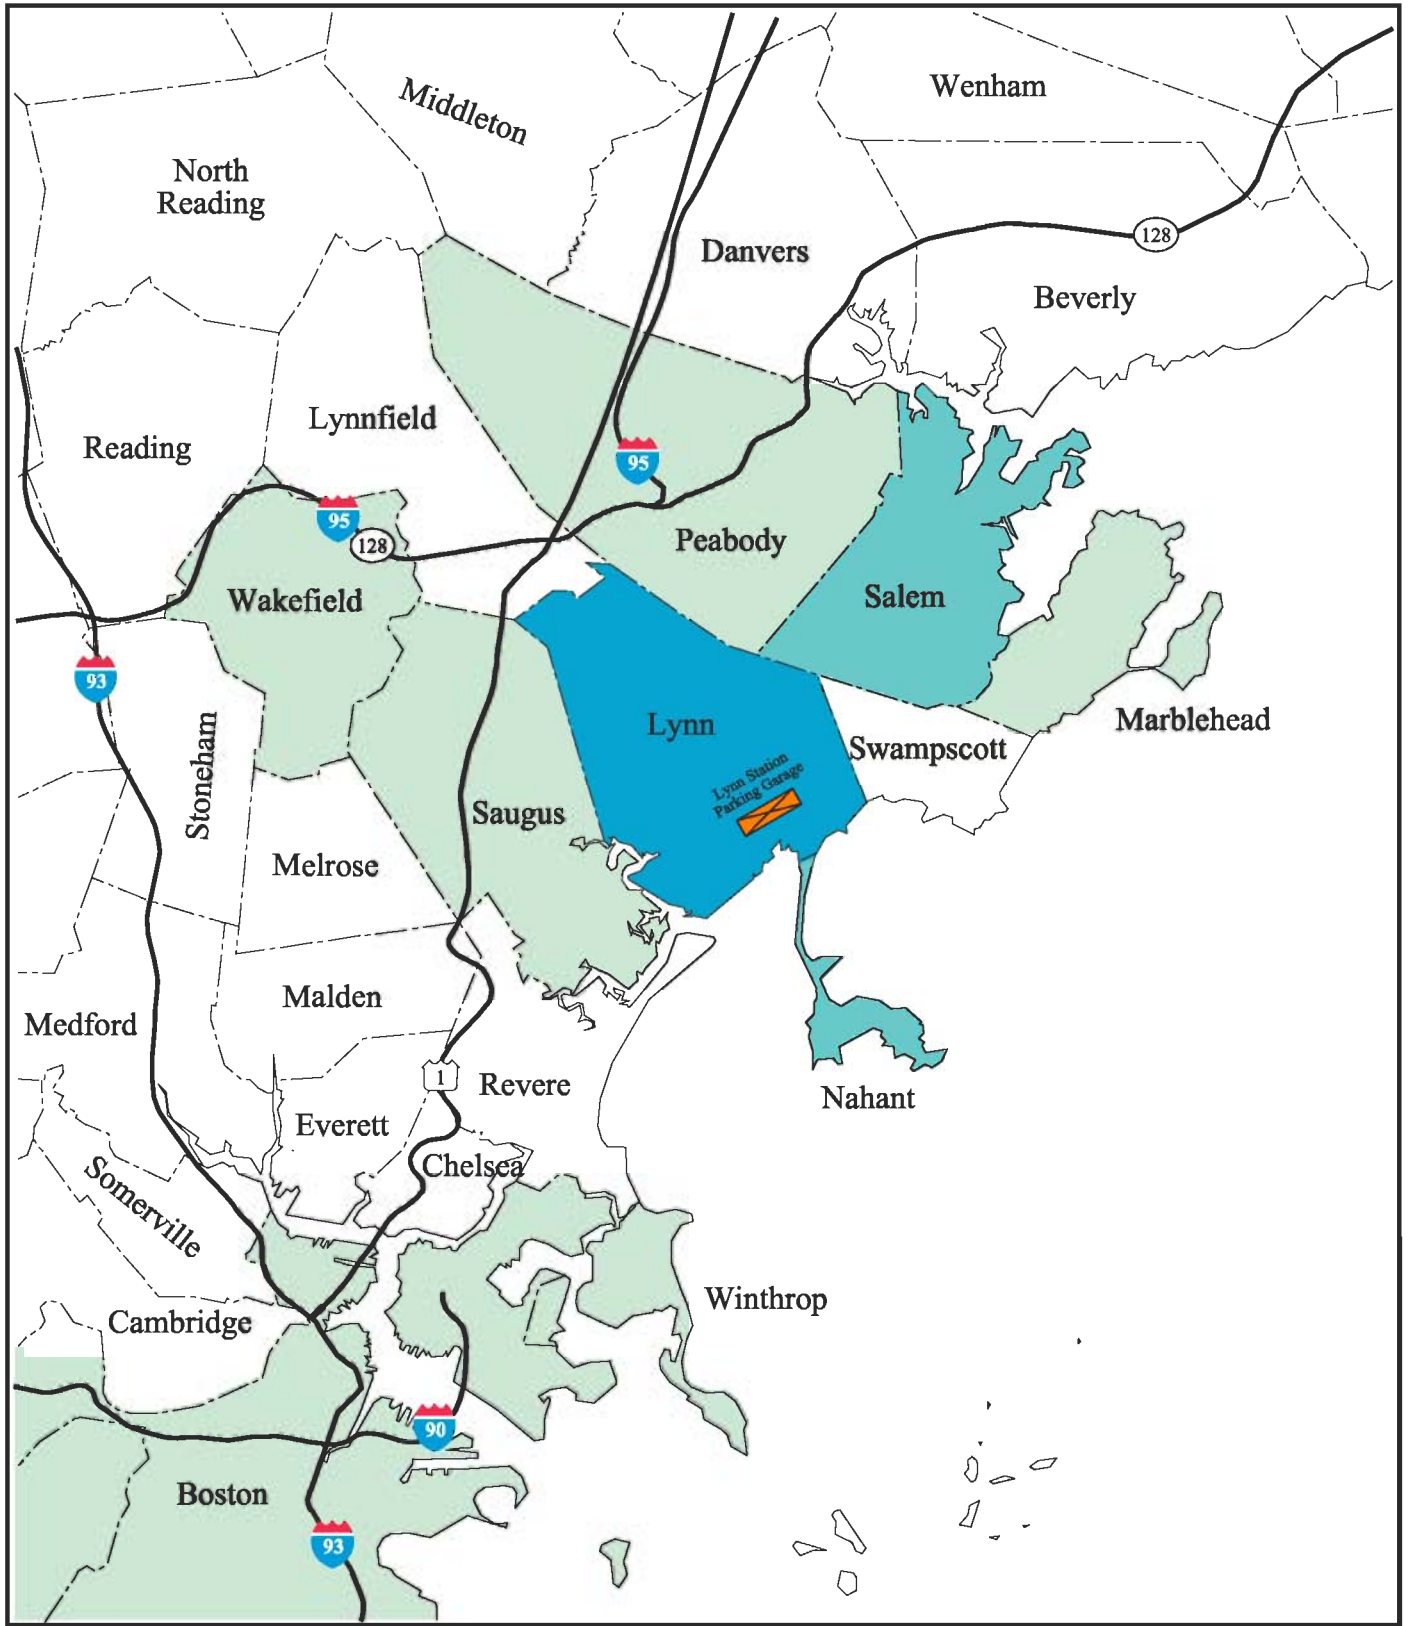 Wenham
Middleton
North
Reading
128
Danvers
Beverly
Lynnfield
Reading
95
95
128
Peabody
Wakefield
Salem
93
Marblehead
Lynn
Swampscott
Stoneham
Lynn Station
Parking Garage
Saugus
Melrose
Malden
Medford
1
Revere
Nahant
Everett
Chelsea
Somerville
Winthrop
Cambridge
90
Boston
93